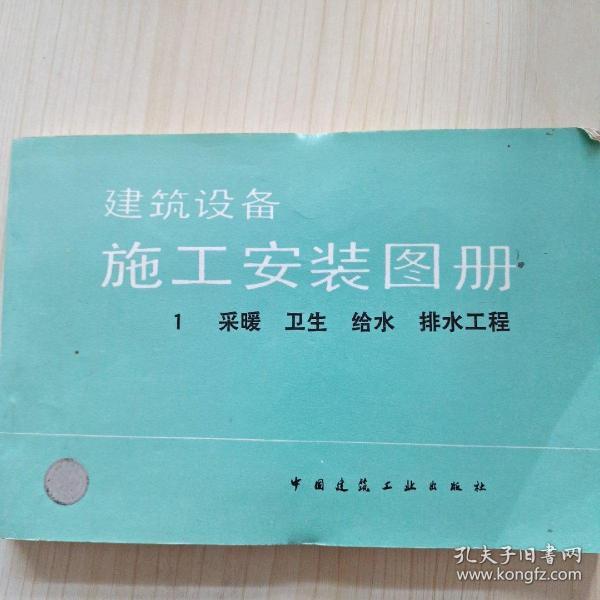 建筑设备
施工安装图册
1 采暖 卫生 给水 排水工程
中国建筑工业出版社
孔夫子旧书网
www.kongfz.com